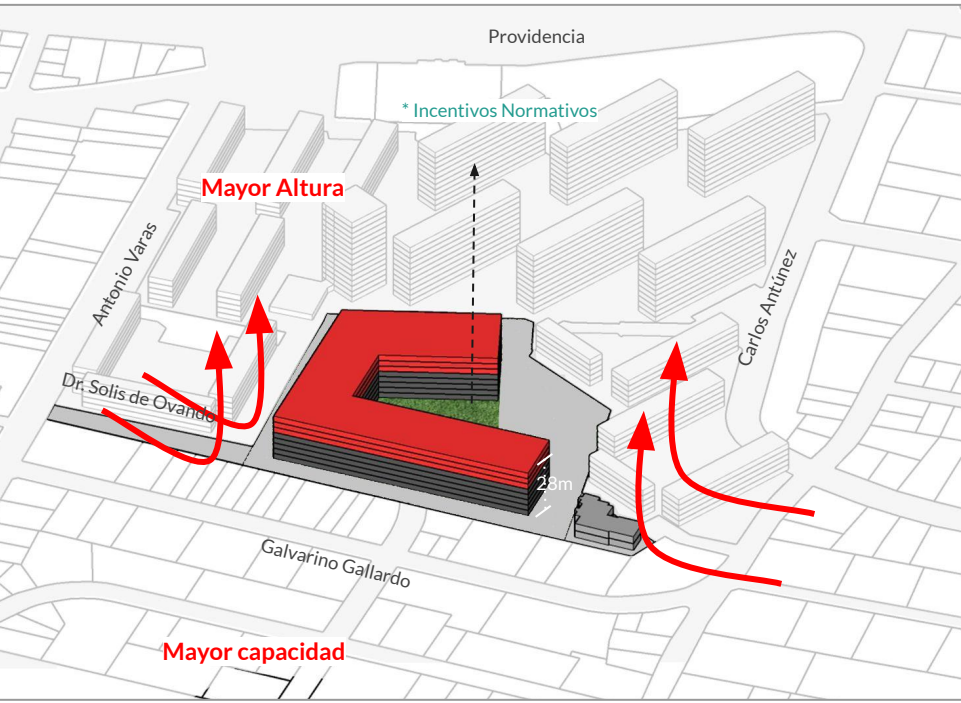 Providencia
* Incentivos Normativos
Mayor Altura
Antonio Varas
Carlos Antúnez
Dr. Solis de Ovando
28m
Galvarino Gallardo
Mayor capacidad